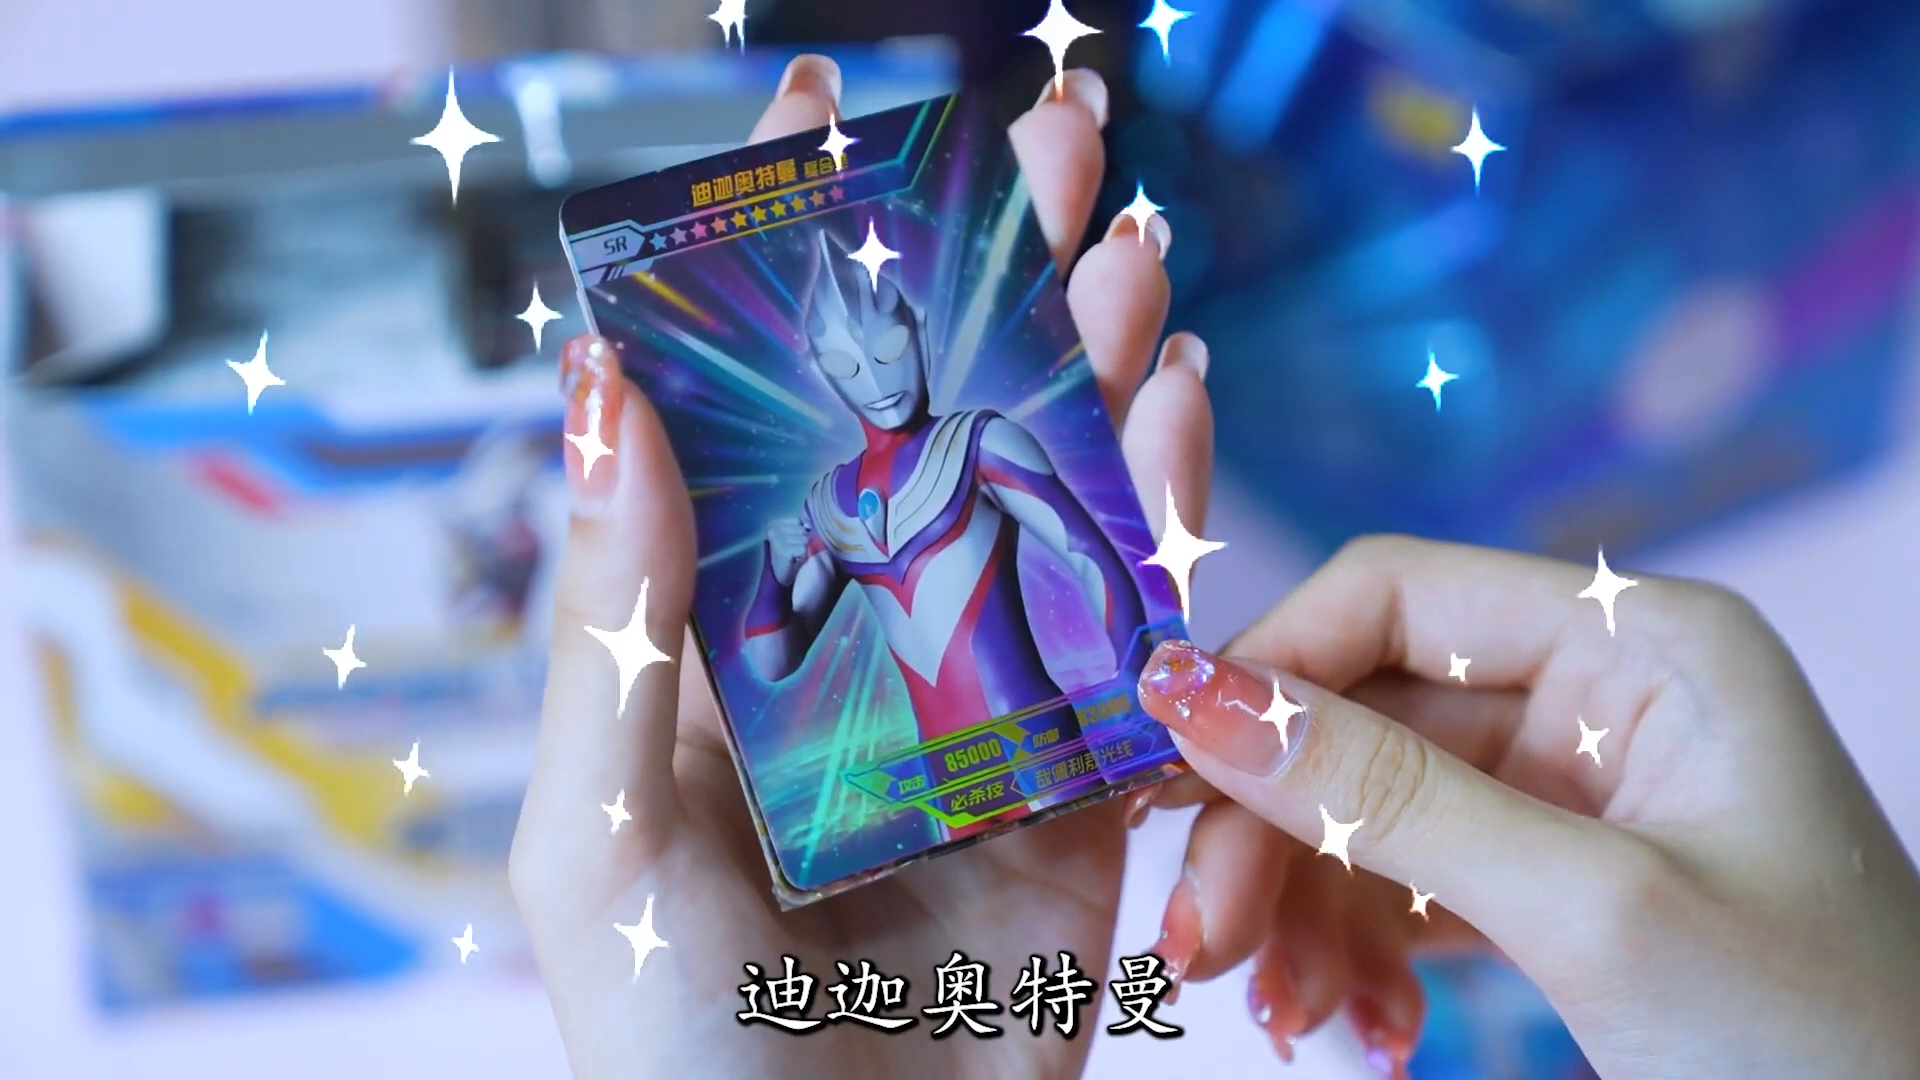 迪迦奥特曼 复合型
SR
攻击 85000 防御
必杀技 哉佩利敖光线
迪迦奥特曼